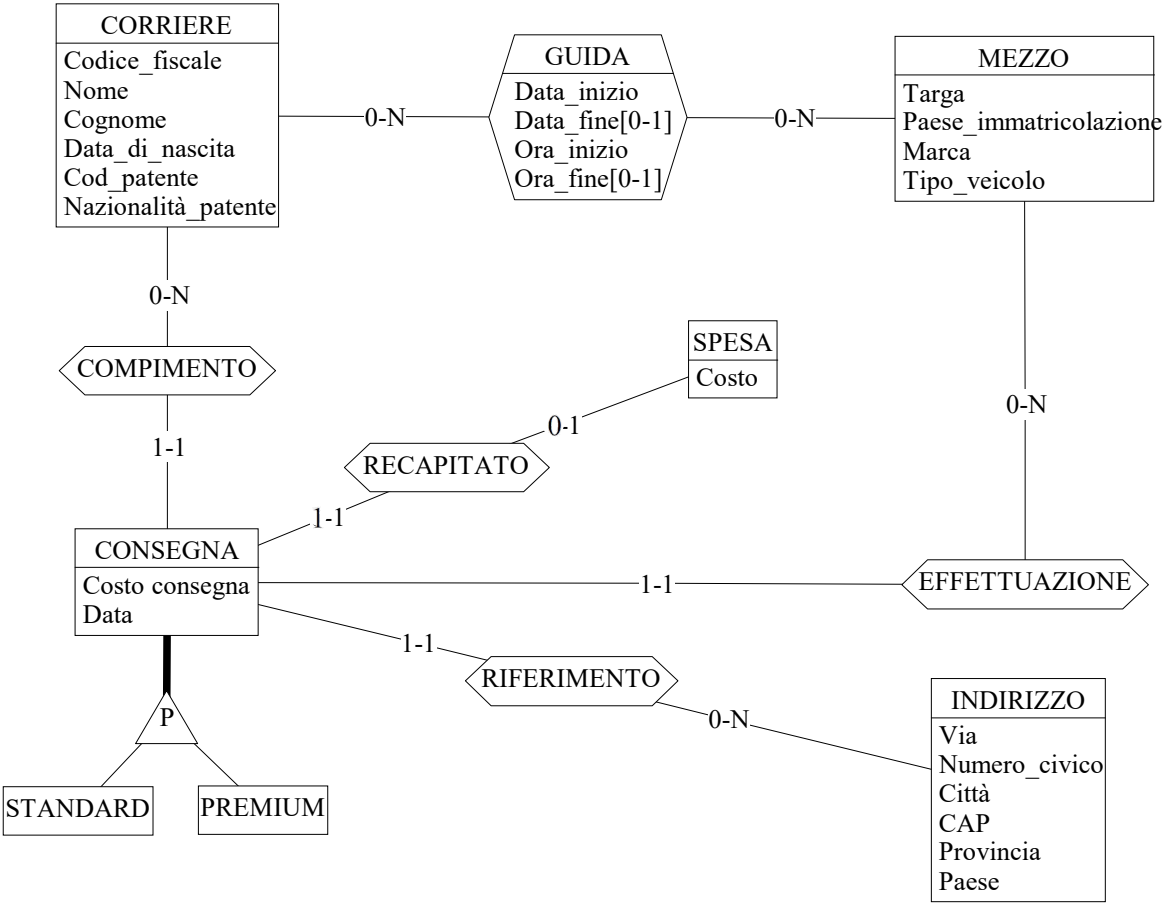 CORRIERE
Codice_fiscale
Nome
Cognome
Data_di_nascita
Cod_patente
Nazionalità_patente
0-N
GUIDA
Data_inizio
Data_fine[0-1]
Ora_inizio
Ora_fine[0-1]
0-N
MEZZO
Targa
Paese_immatricolazione
Marca
Tipo_veicolo
0-N
COMPIMENTO
1-1
SPESA
Costo
0-1
RECAPITATO
1-1
0-N
CONSEGNA
Costo consegna
Data
1-1
EFFETTUAZIONE
1-1
RIFERIMENTO
0-N
P
STANDARD
PREMIUM
INDIRIZZO
Via
Numero_civico
Città
CAP
Provincia
Paese